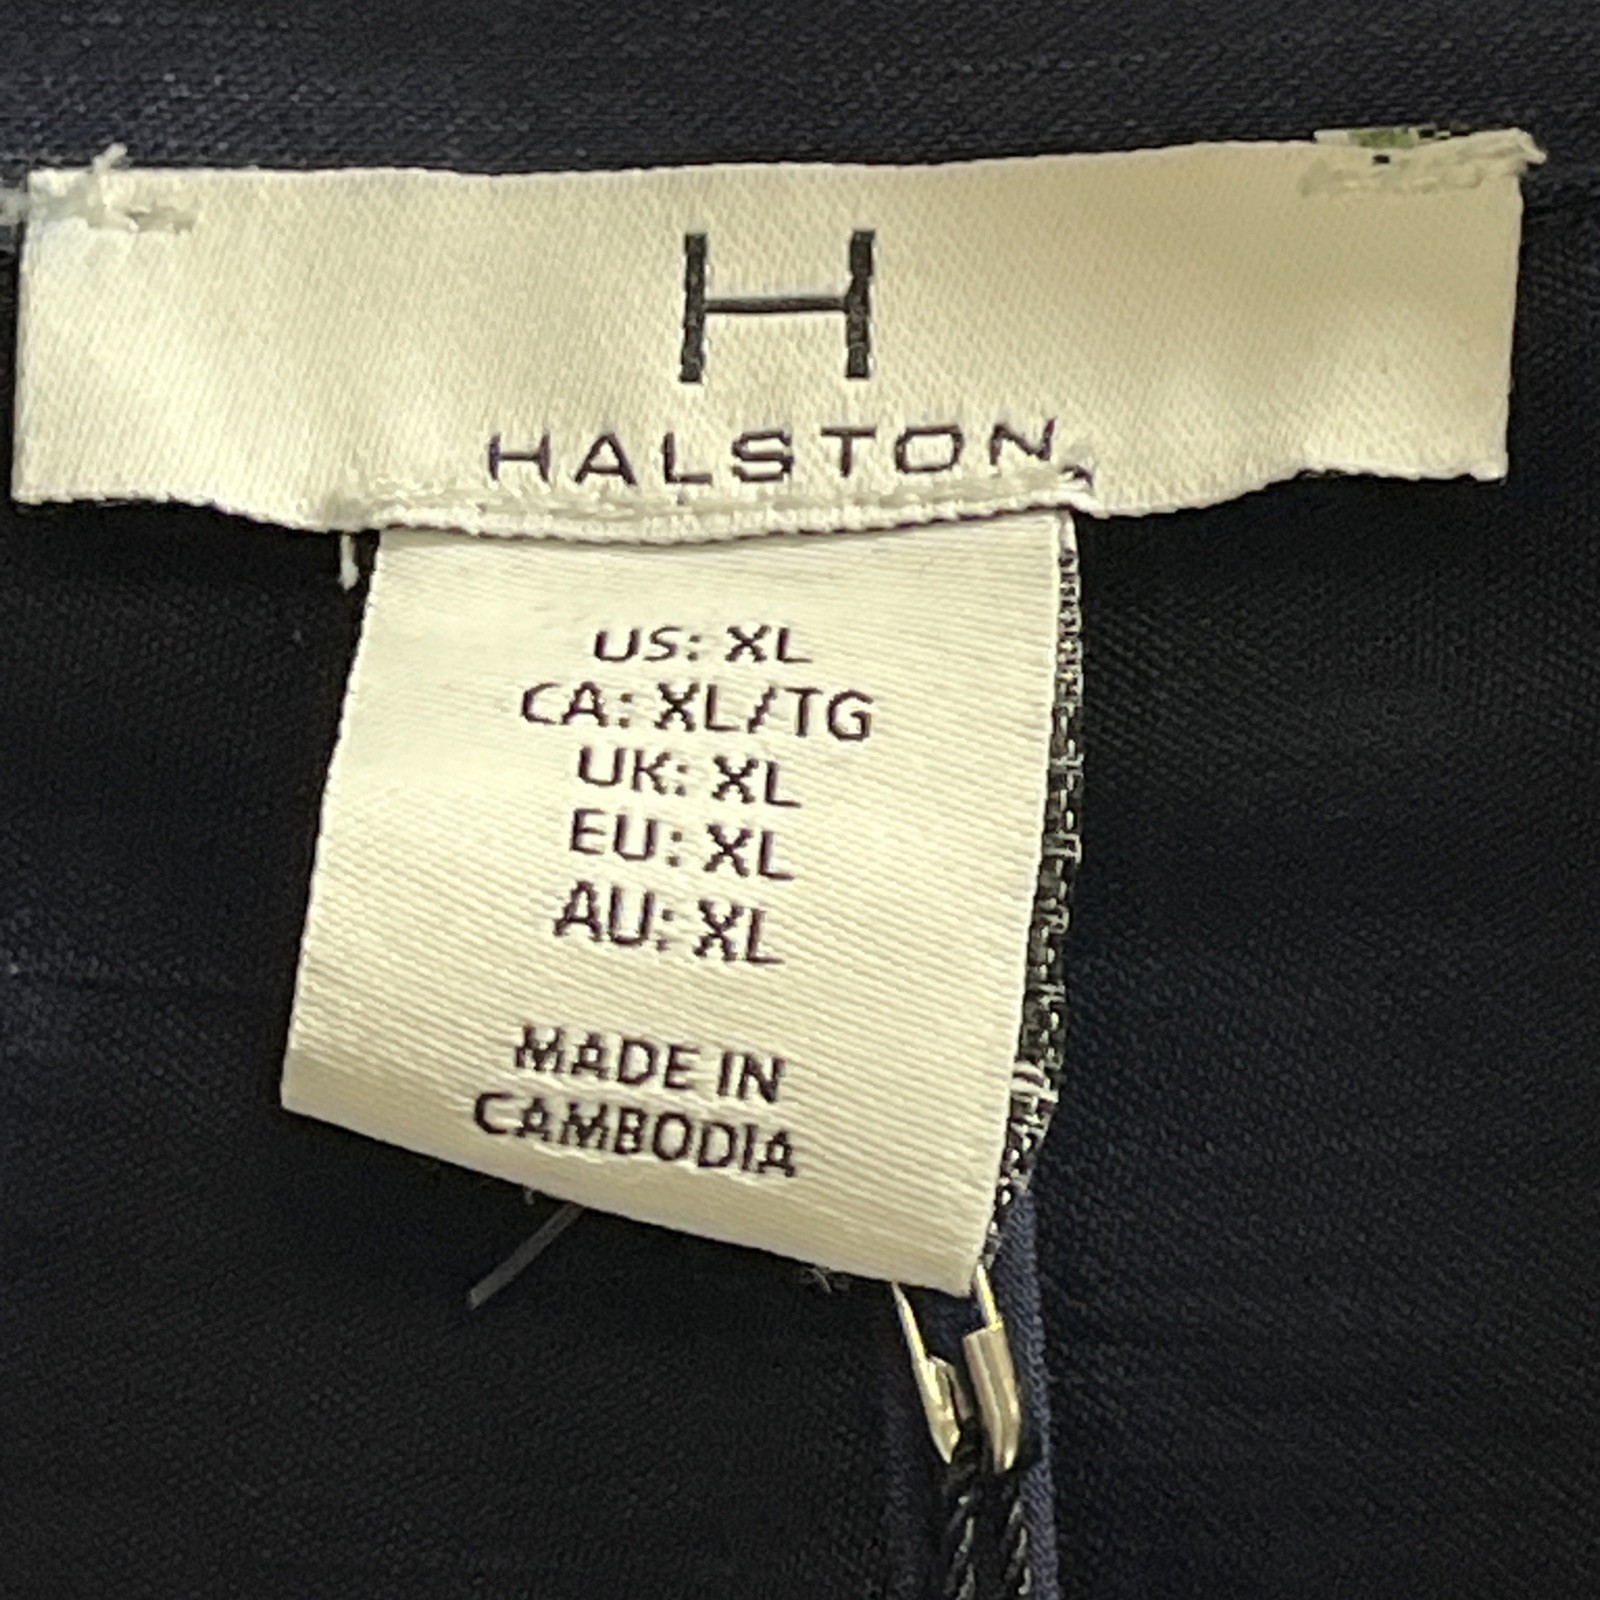 H
HALSTON
US: XL
CA: XL/TG
UK: XL
EU: XL
AU: XL
MADE IN
CAMBODIA